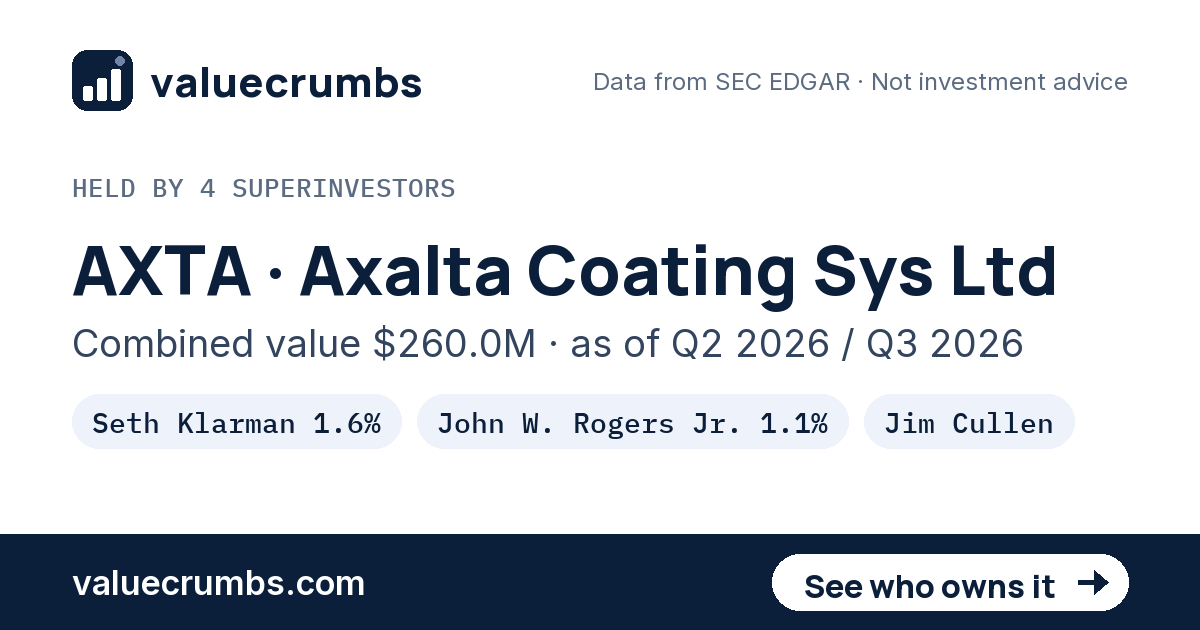 valuecrumbs
Data from SEC EDGAR · Not investment advice
HELD BY 4 SUPERINVESTORS
AXTA · Axalta Coating Sys Ltd
Combined value $260.0M · as of Q2 2026 / Q3 2026
Seth Klarman 1.6%
John W. Rogers Jr. 1.1%
Jim Cullen
valuecrumbs.com
See who owns it →